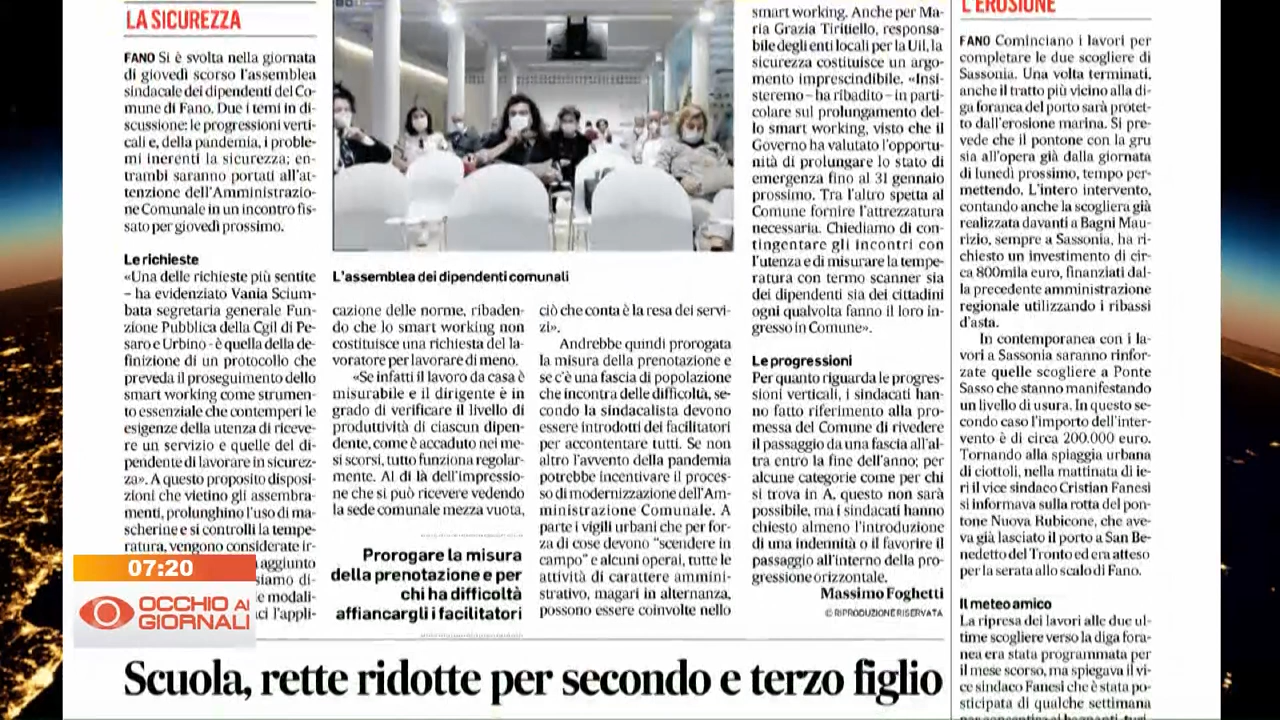 LA SICUREZZA
FANO Si è svolta nella giornata
di giovedì scorso l'assemblea
sindacale dei dipendenti del Co-
mune di Fano. Due i temi in di-
scussione: le progressioni verti-
cali e, della pandemia, i proble-
mi inerenti la sicurezza; en-
trambi saranno portati all'at-
tenzione dell'Amministrazio-
ne Comunale in un incontro fis-
sato per giovedì prossimo.
Le richieste
«Una delle richieste più sentite
– ha evidenziato Vania Scium-
bata segretaria generale Fun-
zione Pubblica della Cgil di Pe-
saro e Urbino - è quella della de-
finizione di un protocollo che
preveda il proseguimento dello
smart working come strumen-
to essenziale che contemperi le
esigenze della utenza di riceve-
re un servizio e quelle del di-
pendente di lavorare in sicurez-
za». A questo proposito disposi-
zioni che vietino gli assembra-
menti, prolunghino l'uso di ma-
scherine e si controlli la tempe-
ratura, vengono considerate ir-
aggiunto
siamo di-
le modali-
ci l'appli-
L'assemblea dei dipendenti comunali
cazione delle norme, ribaden-
do che lo smart working non
costituisce una richiesta del la-
voratore per lavorare di meno.
«Se infatti il lavoro da casa è
misurabile e il dirigente è in
grado di verificare il livello di
produttività di ciascun dipen-
dente, come è accaduto nei me-
si scorsi, tutto funziona regolar-
mente. Al di là dell'impressio-
ne che si può ricevere vedendo
la sede comunale mezza vuota,
Prorogare la misura
della prenotazione e per
chi ha difficoltà
affiancargli i facilitatori
ciò che conta è la resa dei servi-
zi».
Andrebbe quindi prorogata
la misura della prenotazione e
se c'è una fascia di popolazione
che incontra delle difficoltà, se-
condo la sindacalista devono
essere introdotti dei facilitatori
per accontentare tutti. Se non
altro l'avvento della pandemia
potrebbe incentivare il proces-
so di modernizzazione dell'Am-
ministrazione Comunale. A
parte i vigili urbani che per for-
za di cose devono "scendere in
campo" e alcuni operai, tutte le
attività di carattere ammini-
strativo, magari in alternanza,
possono essere coinvolte nello
smart working. Anche per Ma-
ria Grazia Tiritiello, responsa-
bile degli enti locali per la Uil, la
sicurezza costituisce un argo-
mento imprescindibile. «Insi-
steremo – ha ribadito – in parti-
colare sul prolungamento del-
lo smart working, visto che il
Governo ha valutato l'opportu-
nità di prolungare lo stato di
emergenza fino al 31 gennaio
prossimo. Tra l'altro spetta al
Comune fornire l'attrezzatura
necessaria. Chiediamo di con-
tingentare gli incontri con
l'utenza e di misurare la tempe-
ratura con termo scanner sia
dei dipendenti sia dei cittadini
ogni qualvolta fanno il loro in-
gresso in Comune».
Le progressioni
Per quanto riguarda le progres-
sioni verticali, i sindacati han-
no fatto riferimento alla pro-
messa del Comune di rivedere
il passaggio da una fascia all'al-
tra entro la fine dell'anno; per
alcune categorie come per chi
si trova in A, questo non sarà
possibile, ma i sindacati hanno
chiesto almeno l'introduzione
di una indennità o il favorire il
passaggio all'interno della pro-
gressione orizzontale.
Massimo Foghetti
© RIPRODUZIONE RISERVATA
L'EROSIONE
FANO Cominciano i lavori per
completare le due scogliere di
Sassonia. Una volta terminati,
anche il tratto più vicino alla di-
ga foranea del porto sarà protet-
to dall'erosione marina. Si pre-
vede che il pontone con la gru
sia all'opera già dalla giornata
di lunedì prossimo, tempo per-
mettendo. L'intero intervento,
contando anche la scogliera già
realizzata davanti a Bagni Mau-
rizio, sempre a Sassonia, ha ri-
chiesto un investimento di cir-
ca 800mila euro, finanziati dal-
la precedente amministrazione
regionale utilizzando i ribassi
d'asta.
In contemporanea con i la-
vori a Sassonia saranno rinfor-
zate quelle scogliere a Ponte
Sasso che stanno manifestando
un livello di usura. In questo se-
condo caso l'importo dell'inter-
vento è di circa 200.000 euro.
Tornando alla spiaggia urbana
di ciottoli, nella mattinata di ie-
ri il vice sindaco Cristian Fanesi
si informava sulla rotta del pon-
tone Nuova Rubicone, che ave-
va già lasciato il porto a San Be-
nedetto del Tronto ed era atteso
per la serata allo scalo di Fano.
Il meteo amico
La ripresa dei lavori alle due ul-
time scogliere verso la diga fora-
nea era stata programmata per
il mese scorso, ma spiegava il vi-
ce sindaco Fanesi che è stata po-
sticipata di qualche settimana
07:20
OCCHIO AI
GIORNALI
Scuola, rette ridotte per secondo e terzo figlio